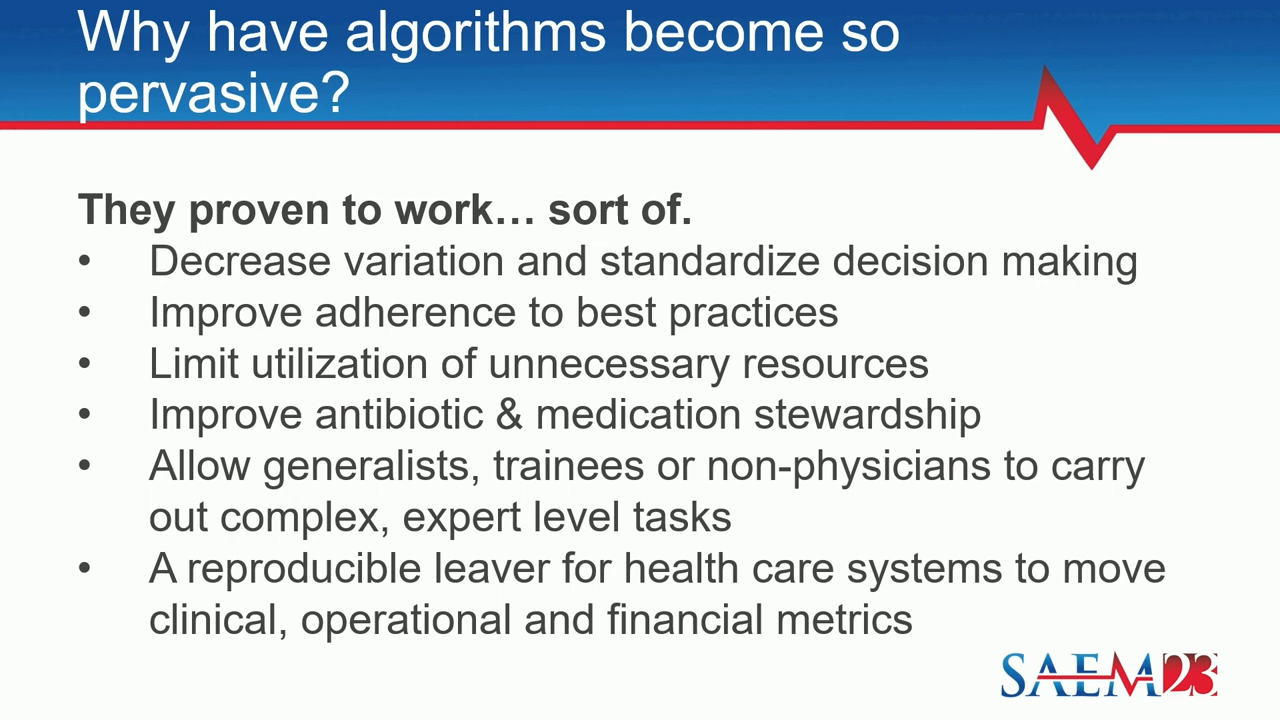 Why have algorithms become so
pervasive?
They proven to work… sort of.
• Decrease variation and standardize decision making
• Improve adherence to best practices
• Limit utilization of unnecessary resources
• Improve antibiotic & medication stewardship
• Allow generalists, trainees or non-physicians to carry
out complex, expert level tasks
• A reproducible leaver for health care systems to move
clinical, operational and financial metrics
SAEM23